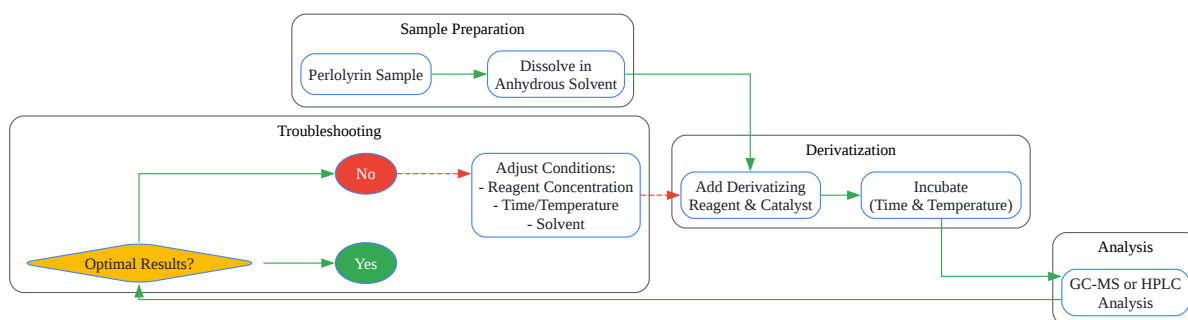 Sample Preparation
Perlolyrin Sample
Dissolve in
Anhydrous Solvent
Troubleshooting
No
Adjust Conditions:
- Reagent Concentration
- Time/Temperature
- Solvent
Optimal Results?
Yes
Derivatization
Add Derivatizing
Reagent & Catalyst
Incubate
(Time & Temperature)
Analysis
GC-MS or HPLC
Analysis